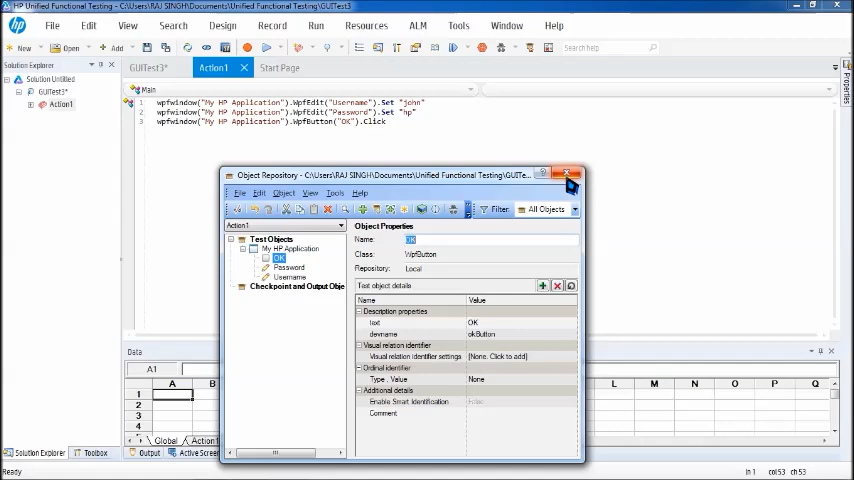 HP Unified Functional Testing - C:\Users\RAJ SINGH\Documents\Unified Functional Testing\GUITest3
File Edit View Search Design Record Run Resources ALM Tools Window Help
New Open Add Search help
Solution Explorer
GUITest3* Action1 Start Page
Solution Untitled
GUITest3*
Action1
Main
1 wpfwindow("My HP Application").WpfEdit("Username").Set "john"
2 wpfwindow("My HP Application").WpfEdit("Password").Set "hp"
3 wpfwindow("My HP Application").WpfButton("OK").Click
Properties
Object Repository - C:\Users\RAJ SINGH\Documents\Unified Functional Testing\GUITe...
File Edit Object View Tools Help
Filter: All Objects
Action1
Test Objects
My HP Application
OK
Password
Username
Checkpoint and Output Obje
Object Properties
Name: OK
Class: WpfButton
Repository: Local
Test object details
Name Value
Description properties
text OK
devname okButton
Visual relation identifier
Visual relation identifier settings [None. Click to add]
Ordinal identifier
Type , Value None
Additional details
Enable Smart Identification
Comment
Data
A1
A B L M N O P Q
1
2
3
4
Global Action1
Solution Explorer Toolbox Output Active Screen
Ready ln 1 col 53 ch 53